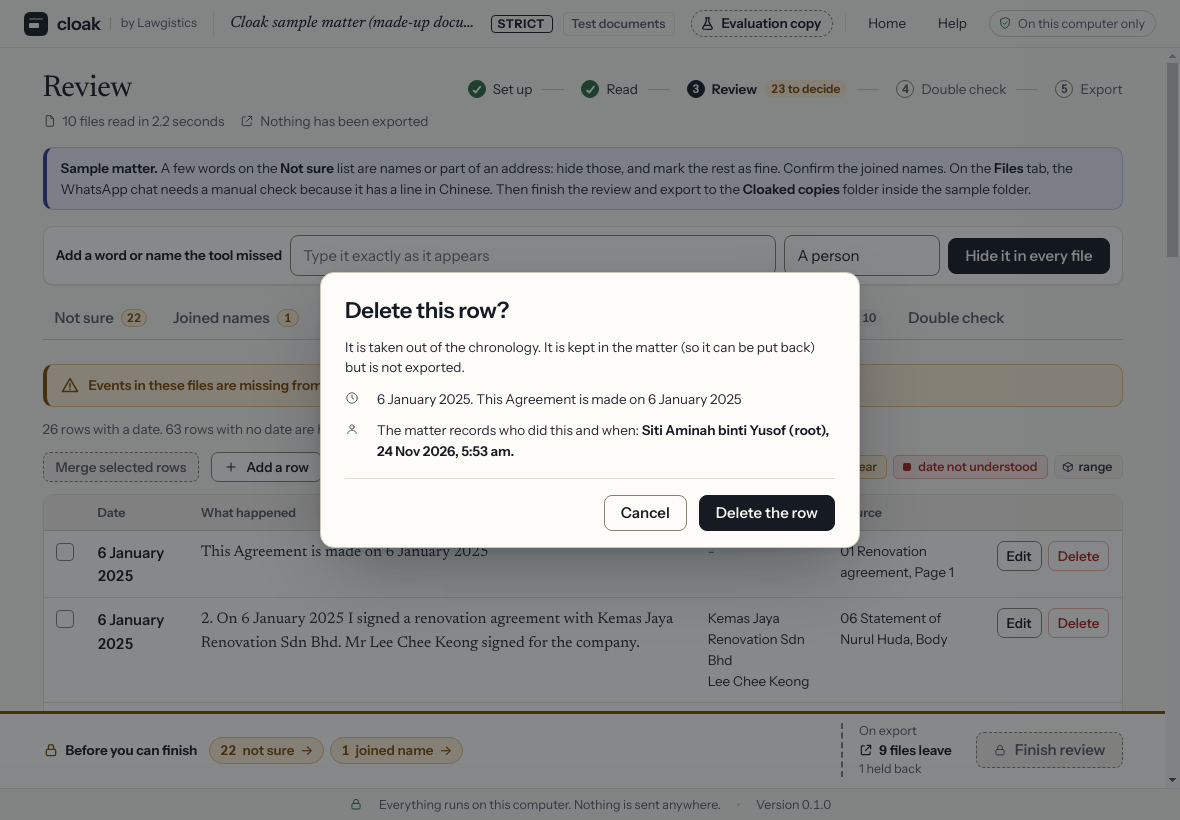 cloak by Lawgistics Cloak sample matter (made-up docu... STRICT Test documents Evaluation copy Home Help On this computer only
Review
Set up Read 3 Review 23 to decide 4 Double check 5 Export
10 files read in 2.2 seconds Nothing has been exported
Sample matter. A few words on the Not sure list are names or part of an address: hide those, and mark the rest as fine. Confirm the joined names. On the Files tab, the
WhatsApp chat needs a manual check because it has a line in Chinese. Then finish the review and export to the Cloaked copies folder inside the sample folder.
Add a word or name the tool missed Type it exactly as it appears A person Hide it in every file
Not sure 22 Joined names 1 10 Double check
Events in these files are missing from
26 rows with a date. 63 rows with no date are
Merge selected rows + Add a row date not understood range
Delete this row?
It is taken out of the chronology. It is kept in the matter (so it can be put back)
but is not exported.
6 January 2025. This Agreement is made on 6 January 2025
The matter records who did this and when: Siti Aminah binti Yusof (root),
24 Nov 2026, 5:53 am.
Cancel Delete the row
Date What happened
6 January
2025
This Agreement is made on 6 January 2025
-
01 Renovation
agreement, Page 1
Edit Delete
6 January
2025
2. On 6 January 2025 I signed a renovation agreement with Kemas Jaya
Renovation Sdn Bhd. Mr Lee Chee Keong signed for the company.
Kemas Jaya
Renovation Sdn
Bhd
Lee Chee Keong
06 Statement of
Nurul Huda, Body
Edit Delete
Before you can finish 22 not sure → 1 joined name →
On export
9 files leave
1 held back
Finish review
Everything runs on this computer. Nothing is sent anywhere. · Version 0.1.0